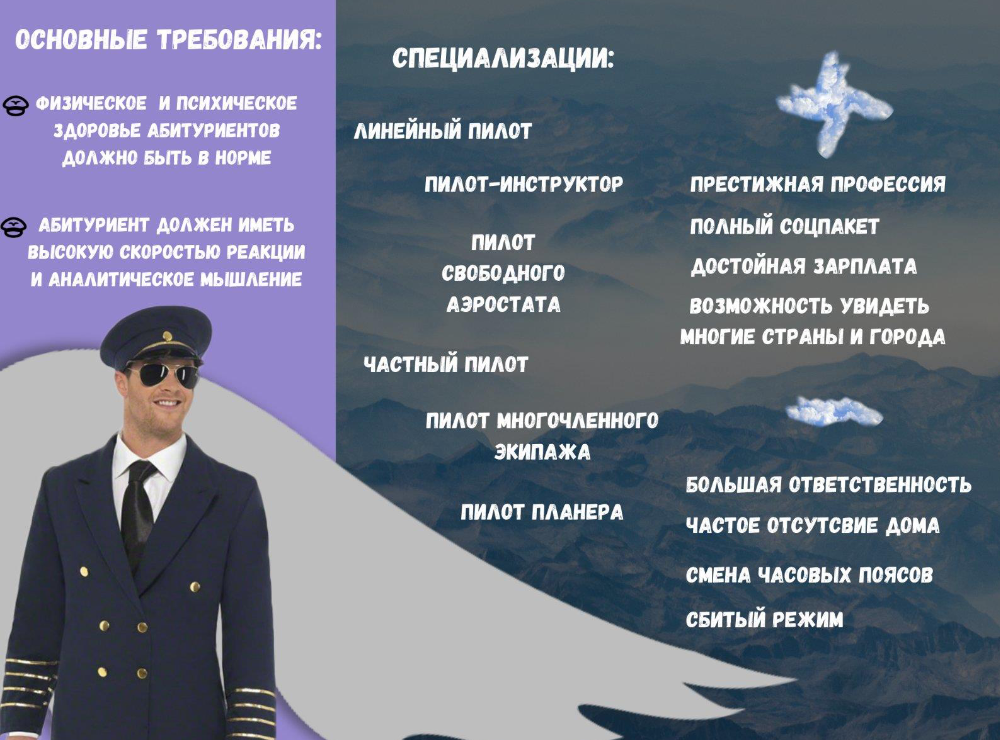 ОСНОВНЫЕ ТРЕБОВАНИЯ:
ФИЗИЧЕСКОЕ И ПСИХИЧЕСКОЕ
ЗДОРОВЬЕ АБИТУРИЕНТОВ
ДОЛЖНО БЫТЬ В НОРМЕ
АБИТУРИЕНТ ДОЛЖЕН ИМЕТЬ
ВЫСОКУЮ СКОРОСТЬЮ РЕАКЦИИ
И АНАЛИТИЧЕСКОЕ МЫШЛЕНИЕ
СПЕЦИАЛИЗАЦИИ:
ЛИНЕЙНЫЙ ПИЛОТ
ПИЛОТ-ИНСТРУКТОР
ПИЛОТ
СВОБОДНОГО
АЭРОСТАТА
ЧАСТНЫЙ ПИЛОТ
ПИЛОТ МНОГОЧЛЕННОГО
ЭКИПАЖА
ПИЛОТ ПЛАНЕРА
ПРЕСТИЖНАЯ ПРОФЕССИЯ
ПОЛНЫЙ СОЦПАКЕТ
ДОСТОЙНАЯ ЗАРПЛАТА
ВОЗМОЖНОСТЬ УВИДЕТЬ
МНОГИЕ СТРАНЫ И ГОРОДА
БОЛЬШАЯ ОТВЕТСТВЕННОСТЬ
ЧАСТОЕ ОТСУТСВИЕ ДОМА
СМЕНА ЧАСОВЫХ ПОЯСОВ
СБИТЫЙ РЕЖИМ